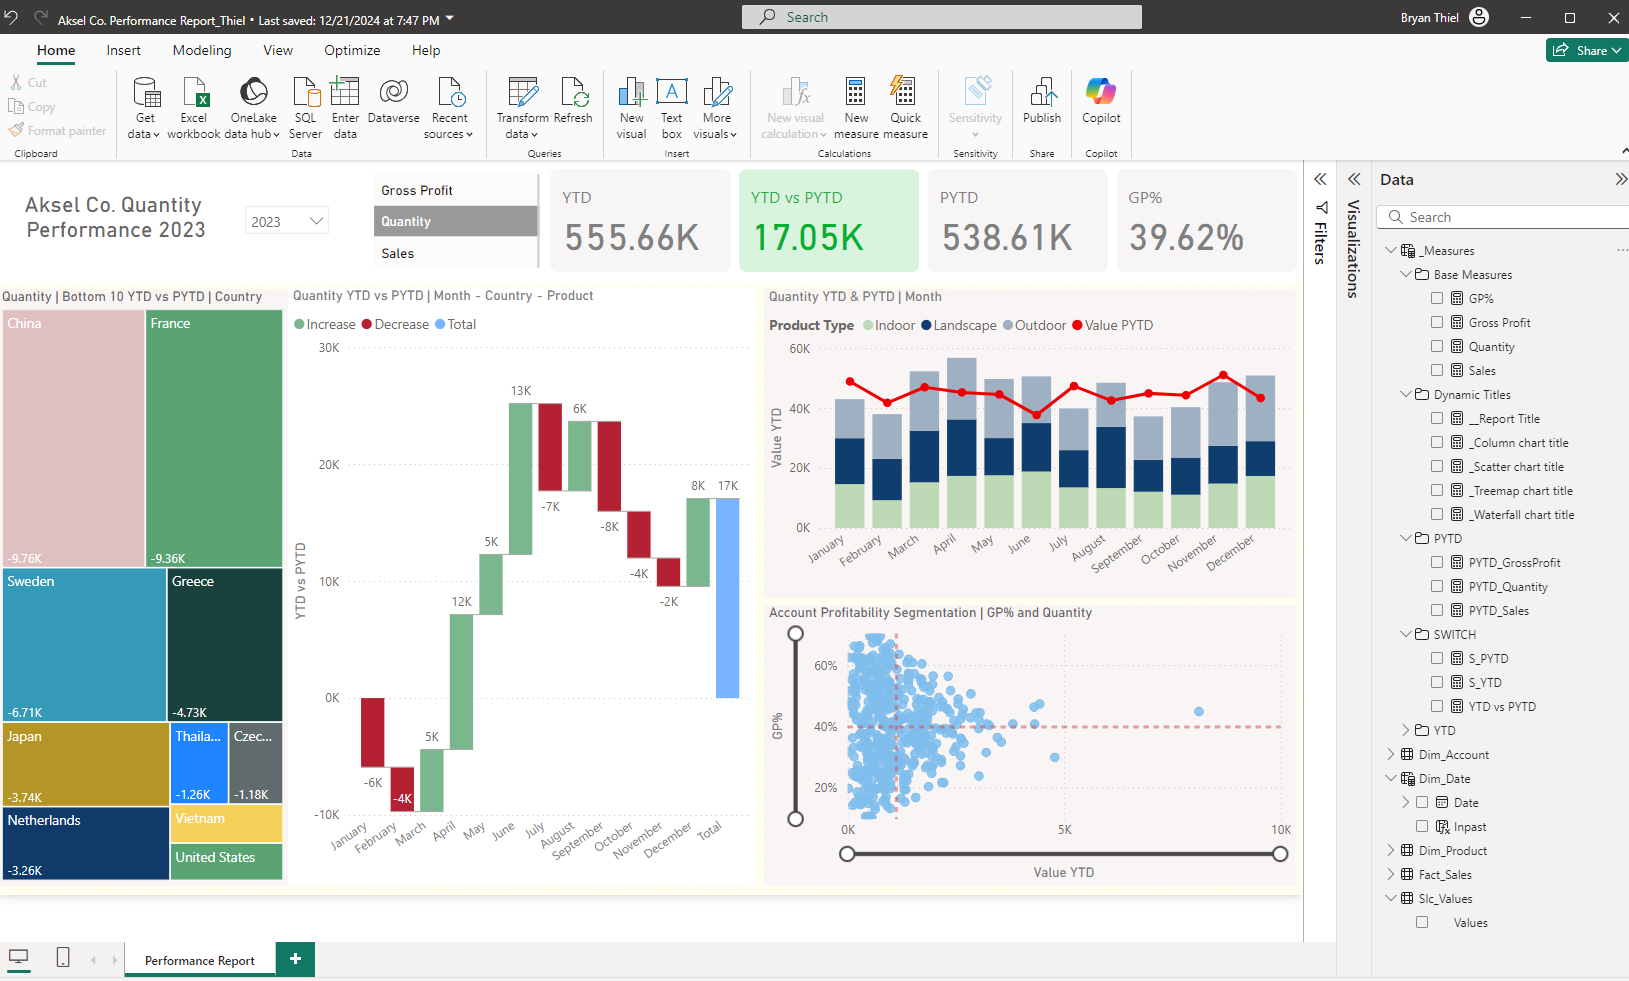 Aksel Co. Performance Report_Thiel • Last saved: 12/21/2024 at 7:47 PM
Search
Bryan Thiel
Home
Insert
Modeling
View
Optimize
Help
Share
Cut
Copy
Format painter
Clipboard
Get data
Excel workbook
OneLake data hub
SQL Server
Enter data
Dataverse
Recent sources
Data
Transform data
Refresh
Queries
New visual
Text box
More visuals
Insert
New visual calculation
New measure
Quick measure
Calculations
Sensitivity
Sensitivity
Publish
Share
Copilot
Copilot
Aksel Co. Quantity
Performance 2023
2023
Gross Profit
Quantity
Sales
YTD
555.66K
YTD vs PYTD
17.05K
PYTD
538.61K
GP%
39.62%
Quantity | Bottom 10 YTD vs PYTD | Country
China
-9.76K
France
-9.36K
Sweden
-6.71K
Greece
-4.73K
Japan
-3.74K
Thaila...
-1.26K
Czec...
-1.18K
Netherlands
-3.26K
Vietnam
United States
Quantity YTD vs PYTD | Month - Country - Product
Increase
Decrease
Total
YTD vs PYTD
30K
20K
10K
0K
-10K
-6K
-4K
5K
12K
5K
13K
-7K
6K
-8K
-4K
-2K
8K
17K
January
February
March
April
May
June
July
August
September
October
November
December
Total
Quantity YTD & PYTD | Month
Product Type
Indoor
Landscape
Outdoor
Value PYTD
Value YTD
60K
40K
20K
0K
January
February
March
April
May
June
July
August
September
October
November
December
Account Profitability Segmentation | GP% and Quantity
GP%
60%
40%
20%
0K
5K
10K
Value YTD
Filters
Visualizations
Data
Search
_Measures
Base Measures
GP%
Gross Profit
Quantity
Sales
Dynamic Titles
__Report Title
_Column chart title
_Scatter chart title
_Treemap chart title
_Waterfall chart title
PYTD
PYTD_GrossProfit
PYTD_Quantity
PYTD_Sales
SWITCH
S_PYTD
S_YTD
YTD vs PYTD
YTD
Dim_Account
Dim_Date
Date
Inpast
Dim_Product
Fact_Sales
Slc_Values
Values
Performance Report